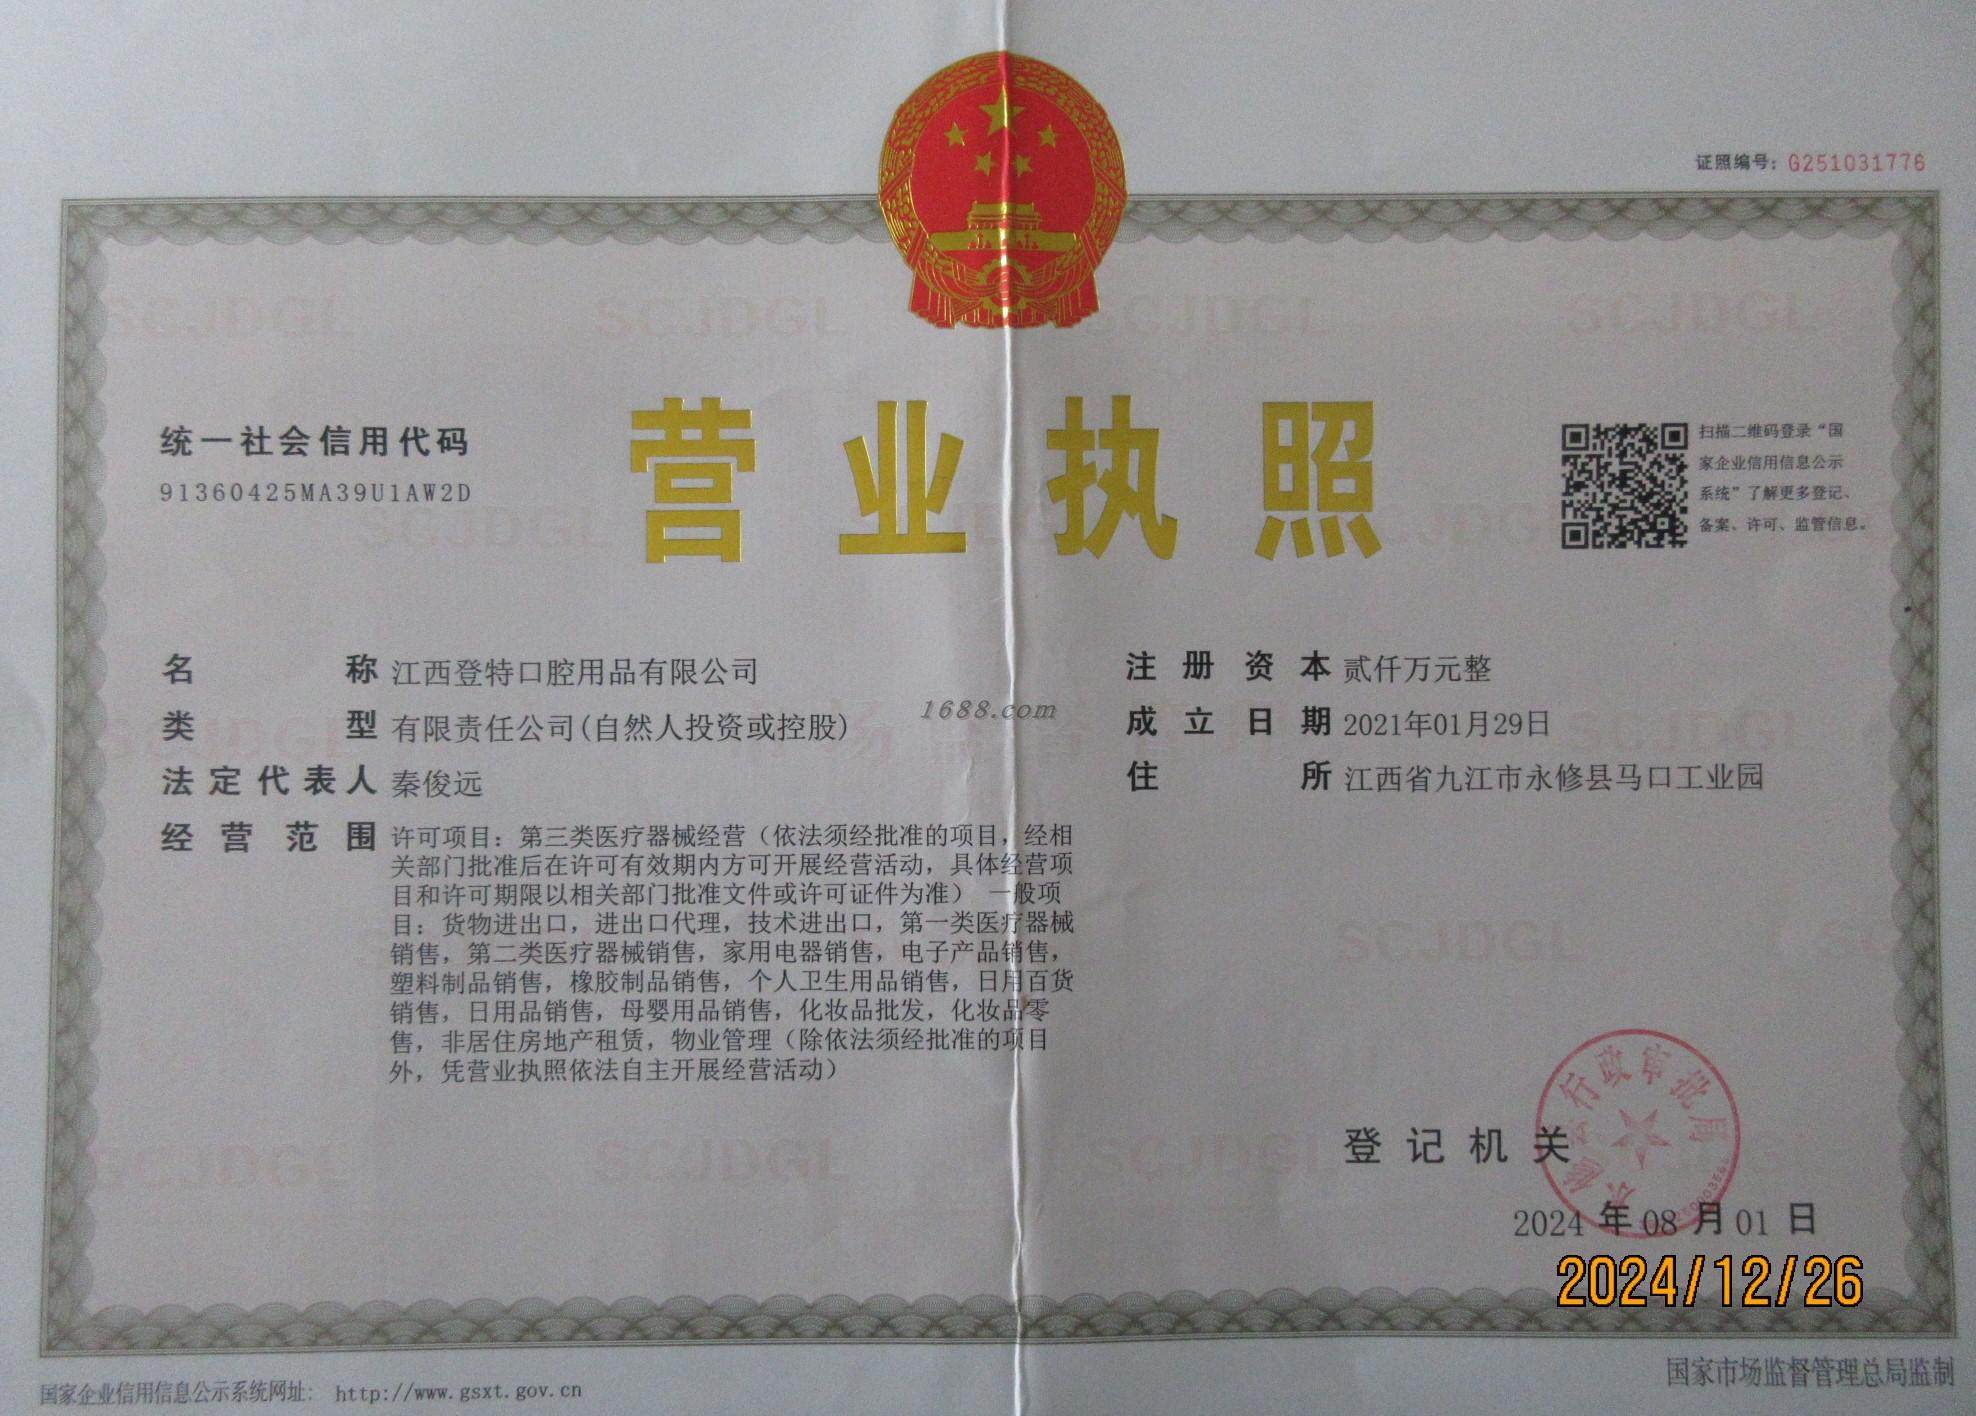 证照编号：G251031776
营业执照
统一社会信用代码
91360425MA39U1AW2D
扫描二维码登录“国
家企业信用信息公示
系统”了解更多登记、
备案、许可、监管信息。
名称 江西登特口腔用品有限公司
类型 有限责任公司(自然人投资或控股)
法定代表人 秦俊远
经营范围 许可项目：第三类医疗器械经营（依法须经批准的项目，经相
关部门批准后在许可有效期内方可开展经营活动，具体经营项
目和许可期限以相关部门批准文件或许可证件为准） 一般项
目：货物进出口，进出口代理，技术进出口，第一类医疗器械
销售，第二类医疗器械销售，家用电器销售，电子产品销售，
塑料制品销售，橡胶制品销售，个人卫生用品销售，日用百货
销售，日用品销售，母婴用品销售，化妆品批发，化妆品零
售，非居住房地产租赁，物业管理（除依法须经批准的项目
外，凭营业执照依法自主开展经营活动）
注册资本 贰仟万元整
成立日期 2021年01月29日
住所 江西省九江市永修县马口工业园
1688.com
SCJDGL
登记机关
行政审批局
2024 年 08 月 01 日
2024/12/26
国家企业信用信息公示系统网址： http://www.gsxt.gov.cn
国家市场监督管理总局监制